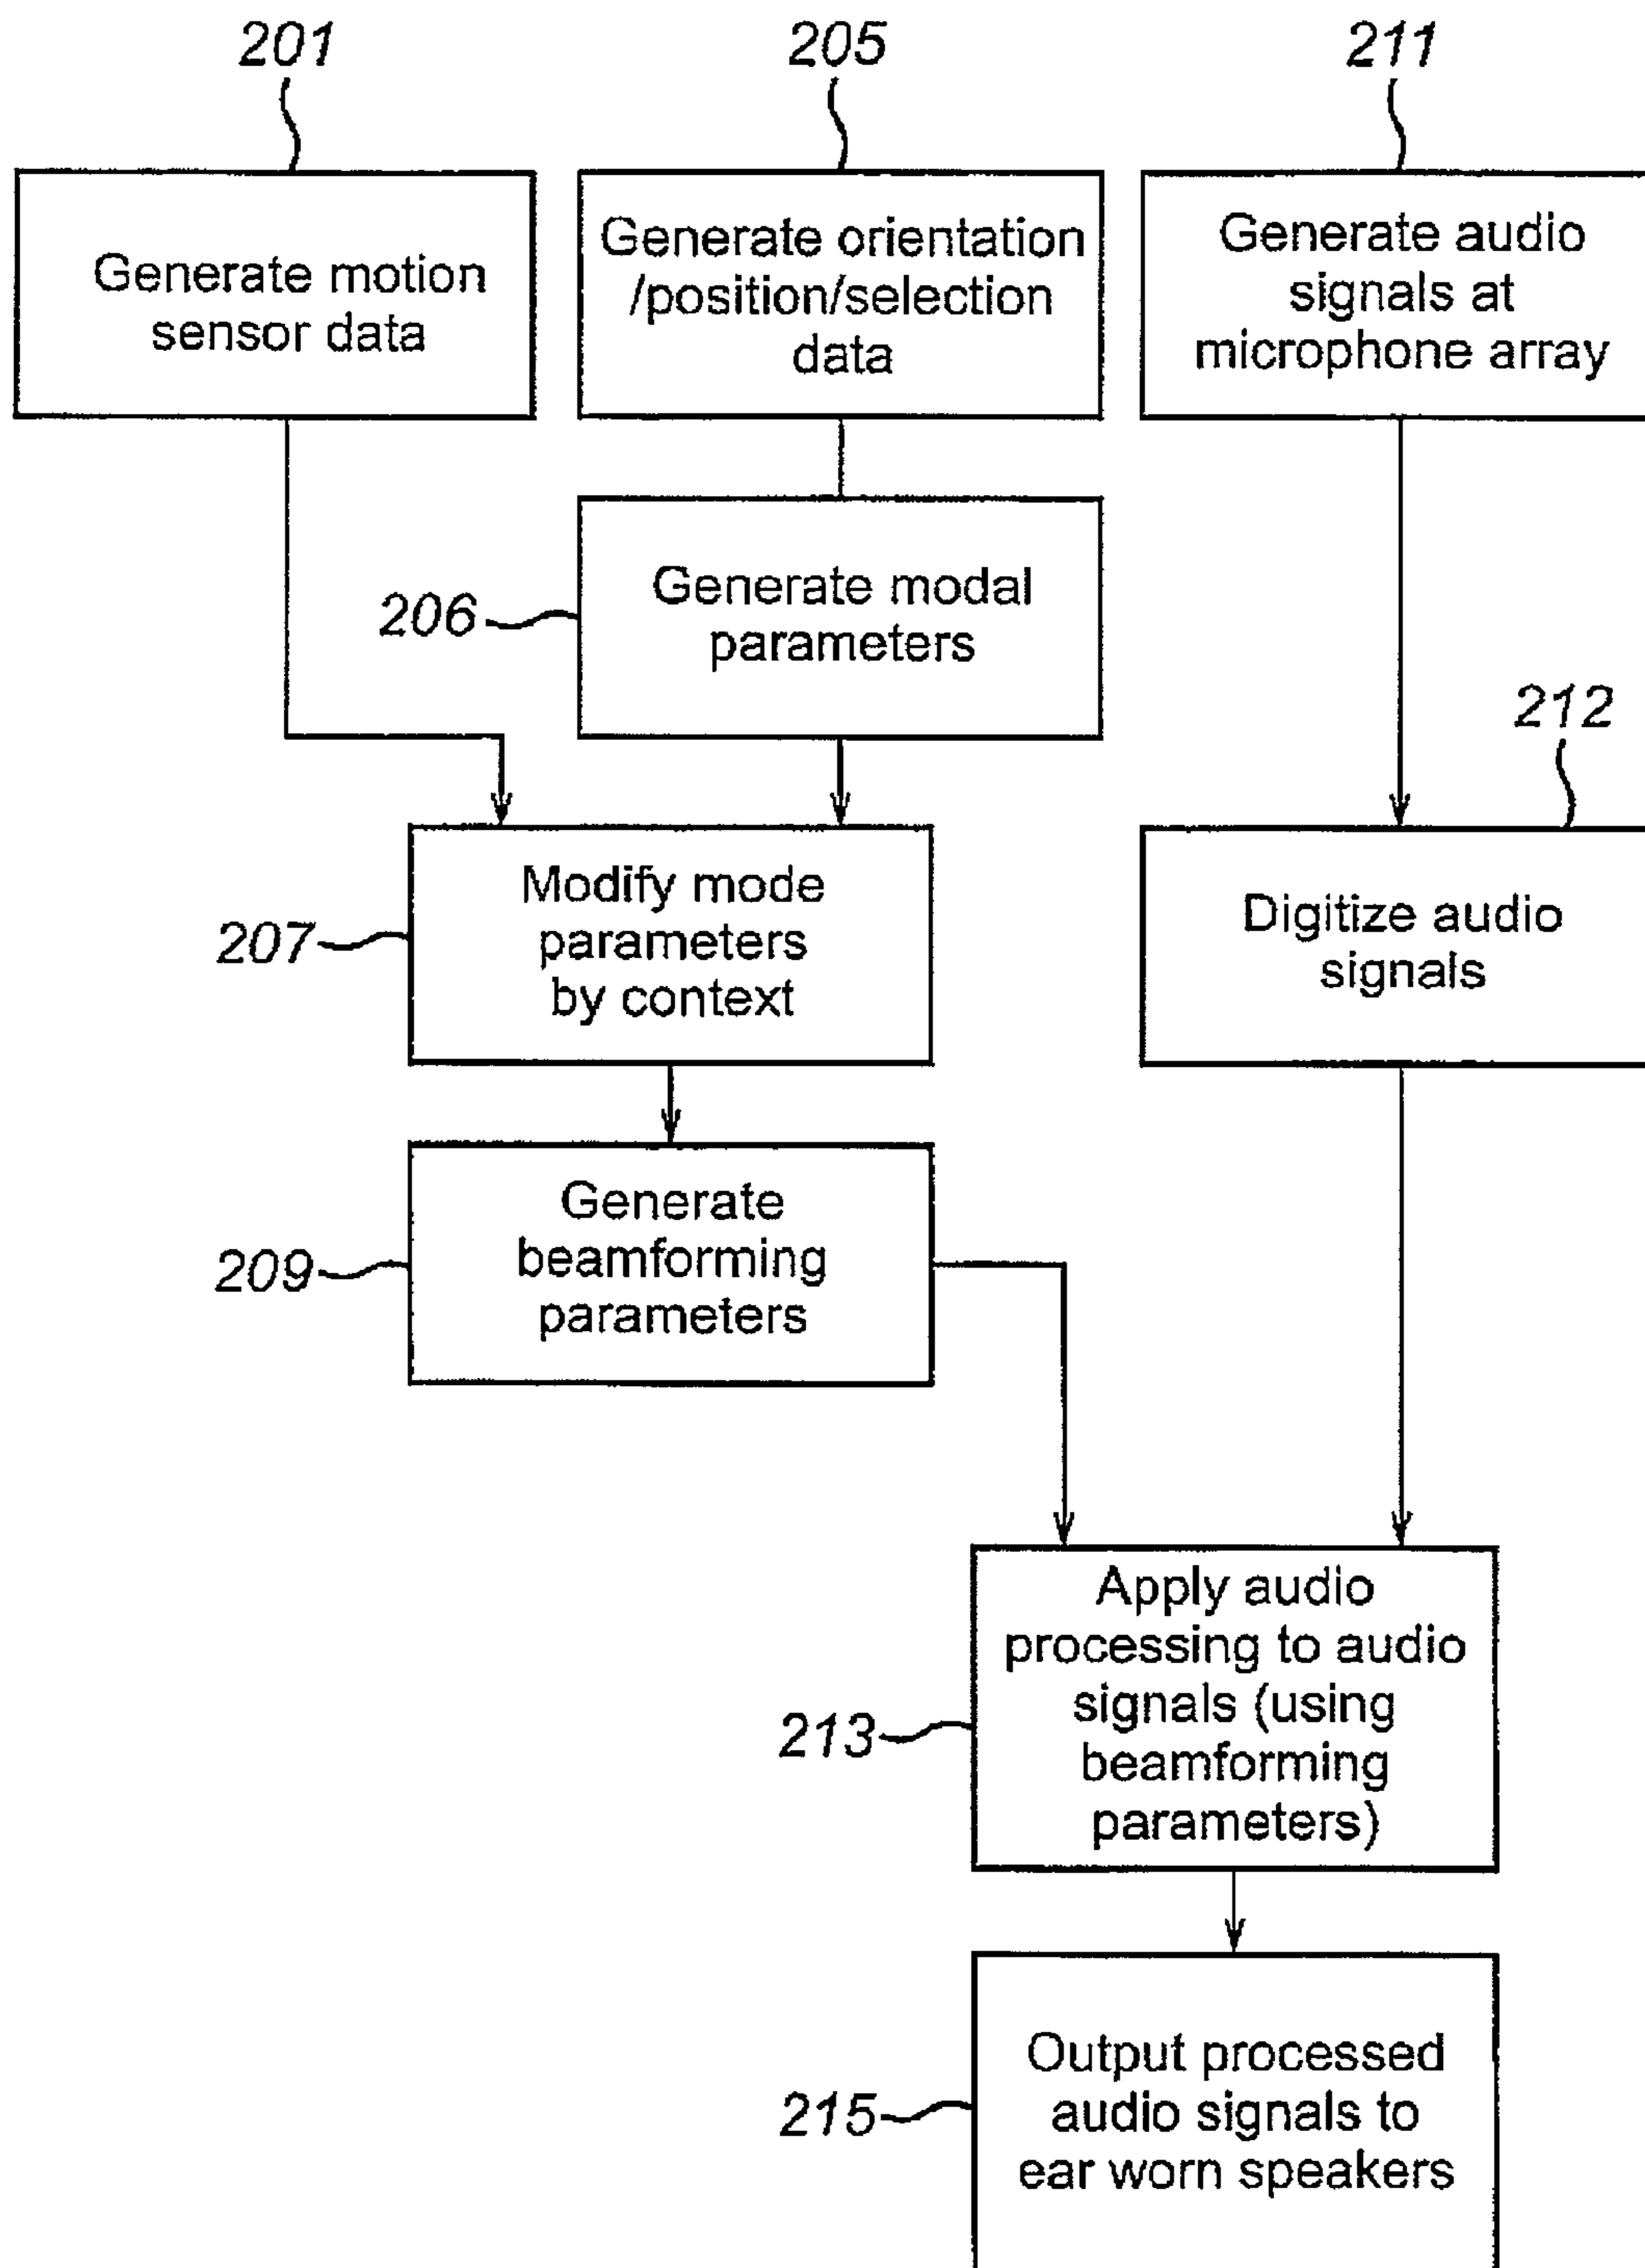 201
205
211
Generate motion
sensor data
Generate orientation
/position/selection
data
Generate audio
signals at
microphone array
206
Generate modal
parameters
212
207
Modify mode
parameters
by context
Digitize audio
signals
209
Generate
beamforming
parameters
213
Apply audio
processing to audio
signals (using
beamforming
parameters)
215
Output processed
audio signals to
ear worn speakers